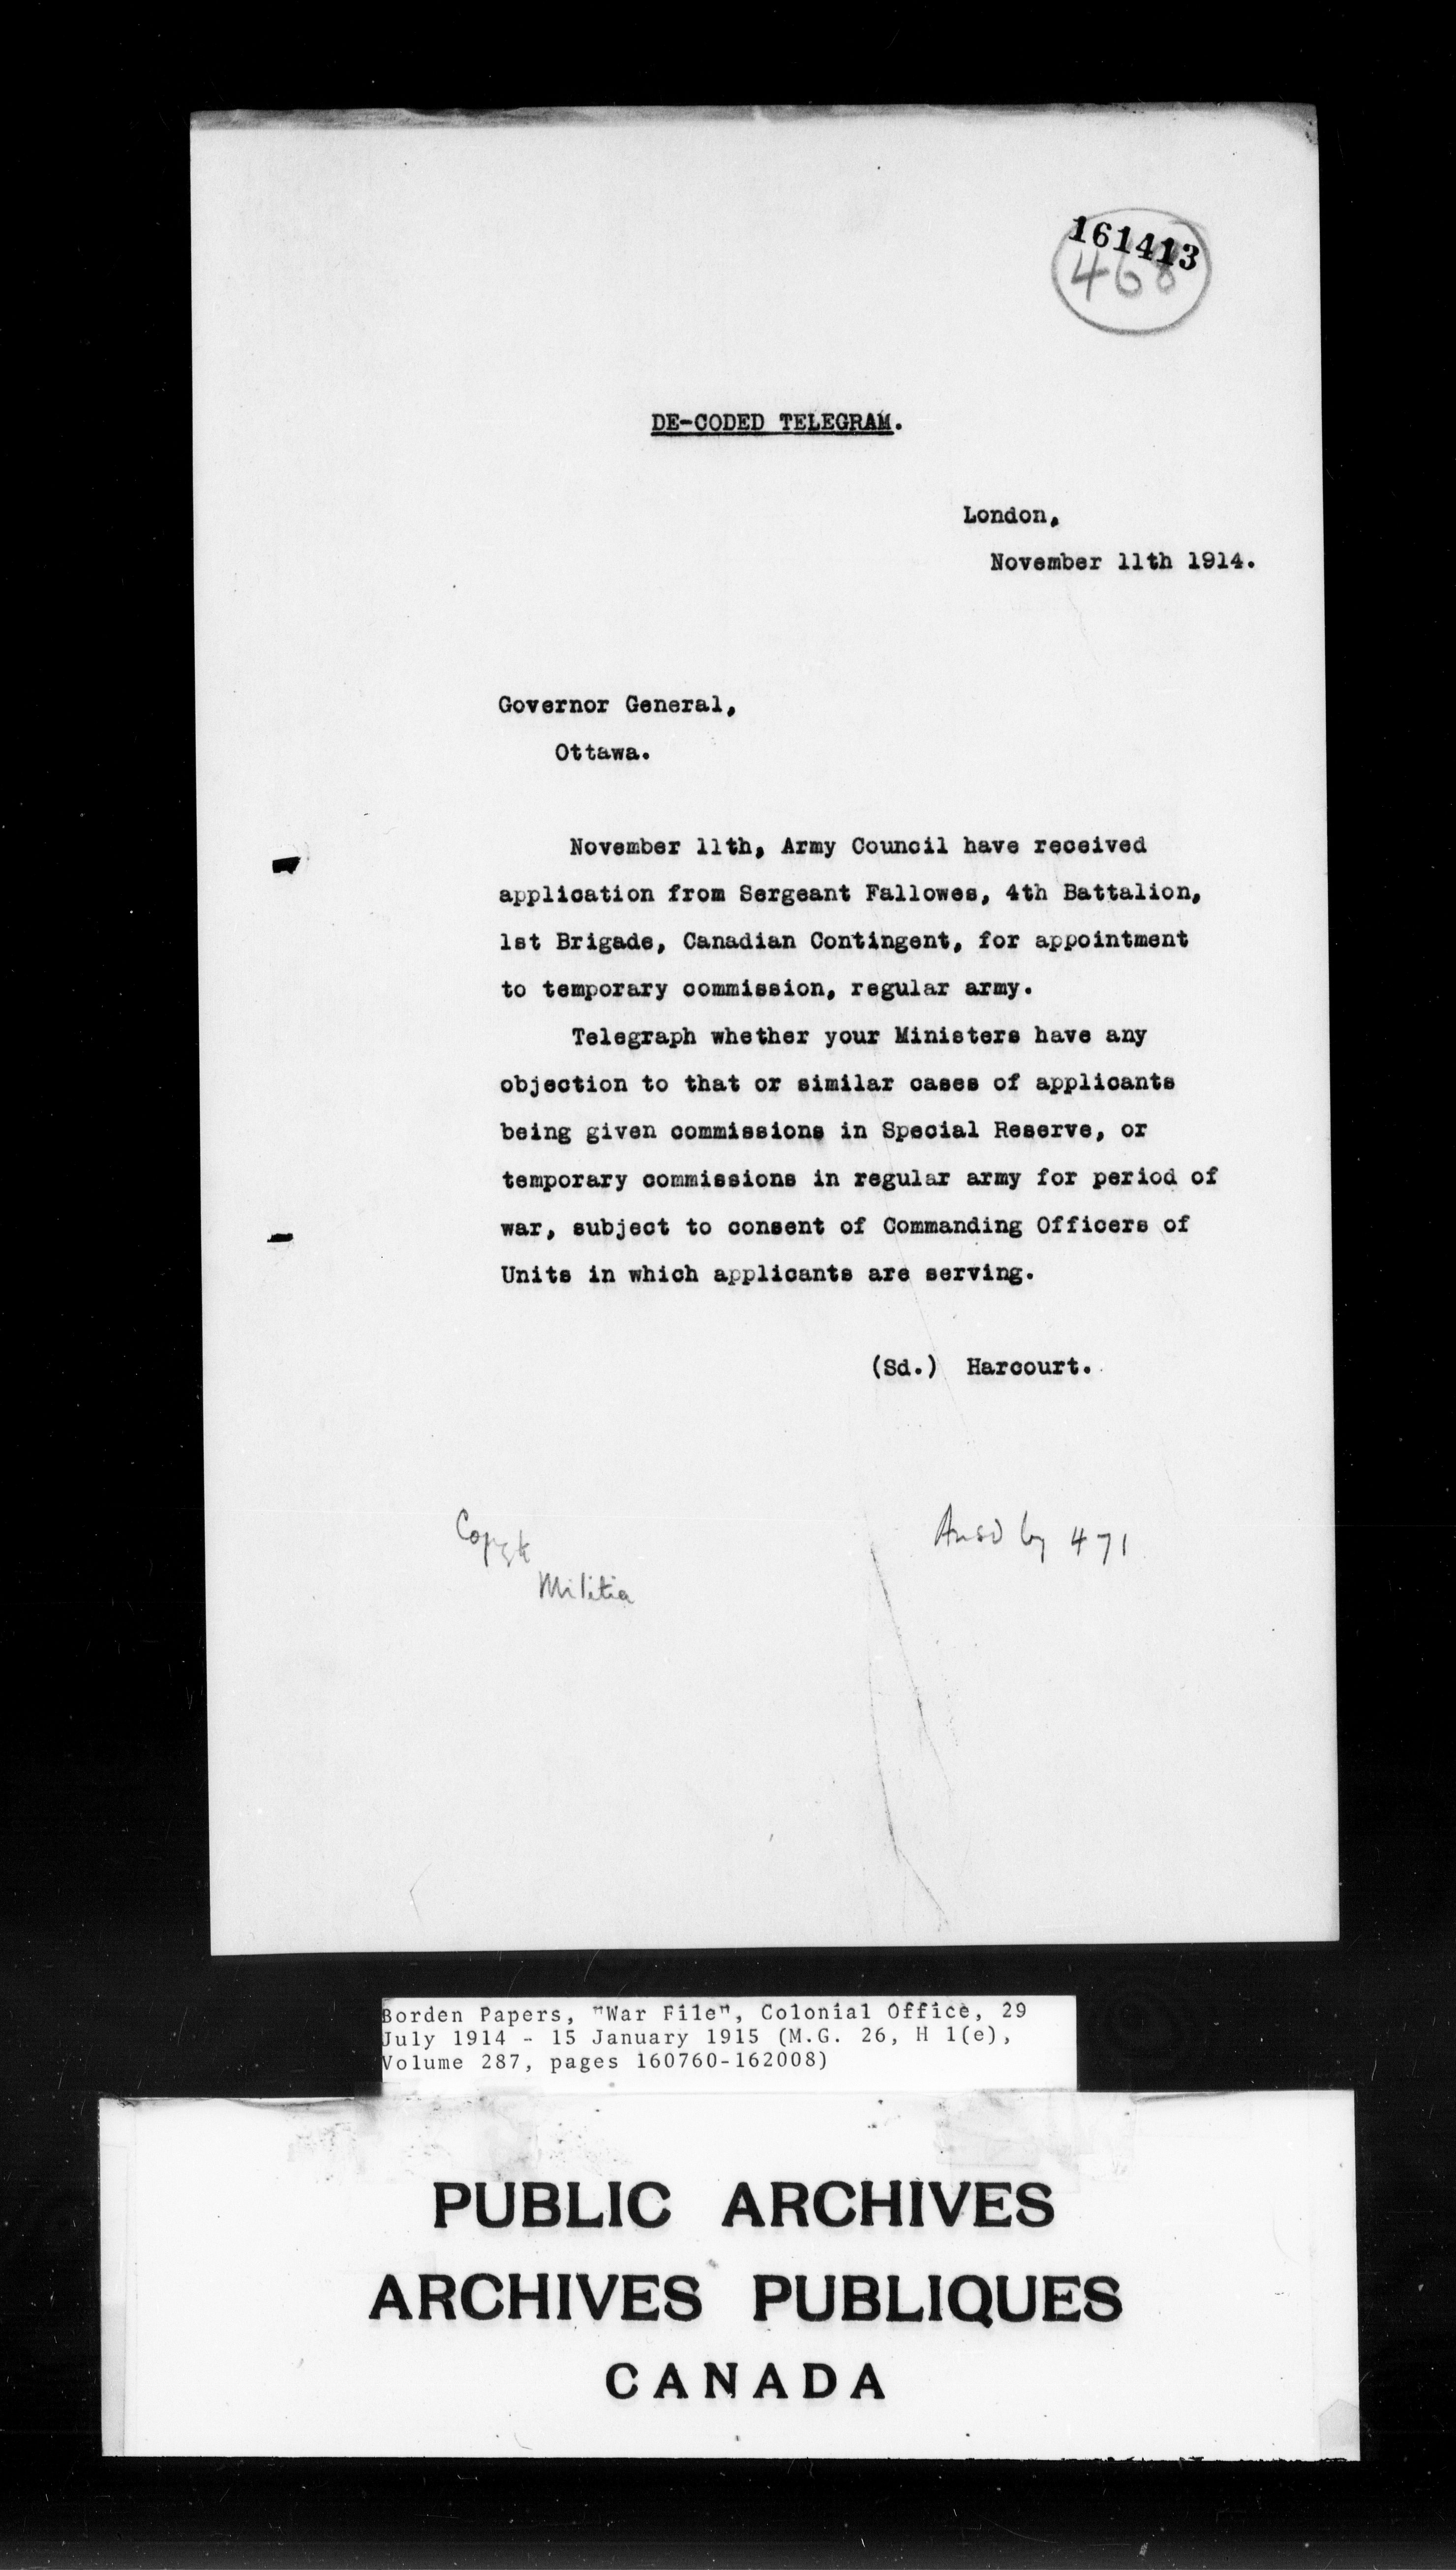 161413
468
DE-CODED TELEGRAM.
London,
November 11th 1914.
Governor General,
Ottawa.
November 11th, Army Council have received
application from Sergeant Fallowes, 4th Battalion,
1st Brigade, Canadian Contingent, for appointment
to temporary commission, regular army.
Telegraph whether your Ministers have any
objection to that or similar cases of applicants
being given commissions in Special Reserve, or
temporary commissions in regular army for period of
war, subject to consent of Commanding Officers of
Units in which applicants are serving.
(Sd.) Harcourt.
Ansd by 471
Militia
Borden Papers, "War File", Colonial Office, 29
July 1914 - 15 January 1915 (M.G. 26, H 1(e),
Volume 287, pages 160760-162008)
PUBLIC ARCHIVES
ARCHIVES PUBLIQUES
CANADA